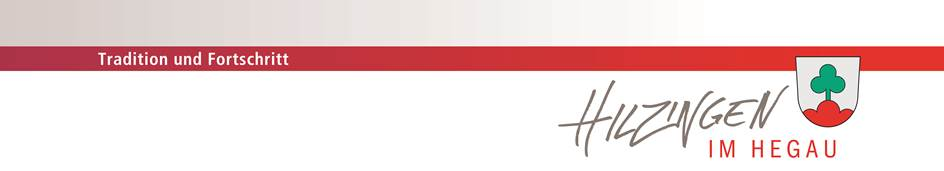 Tradition und Fortschritt
HILZINGEN
IM HEGAU